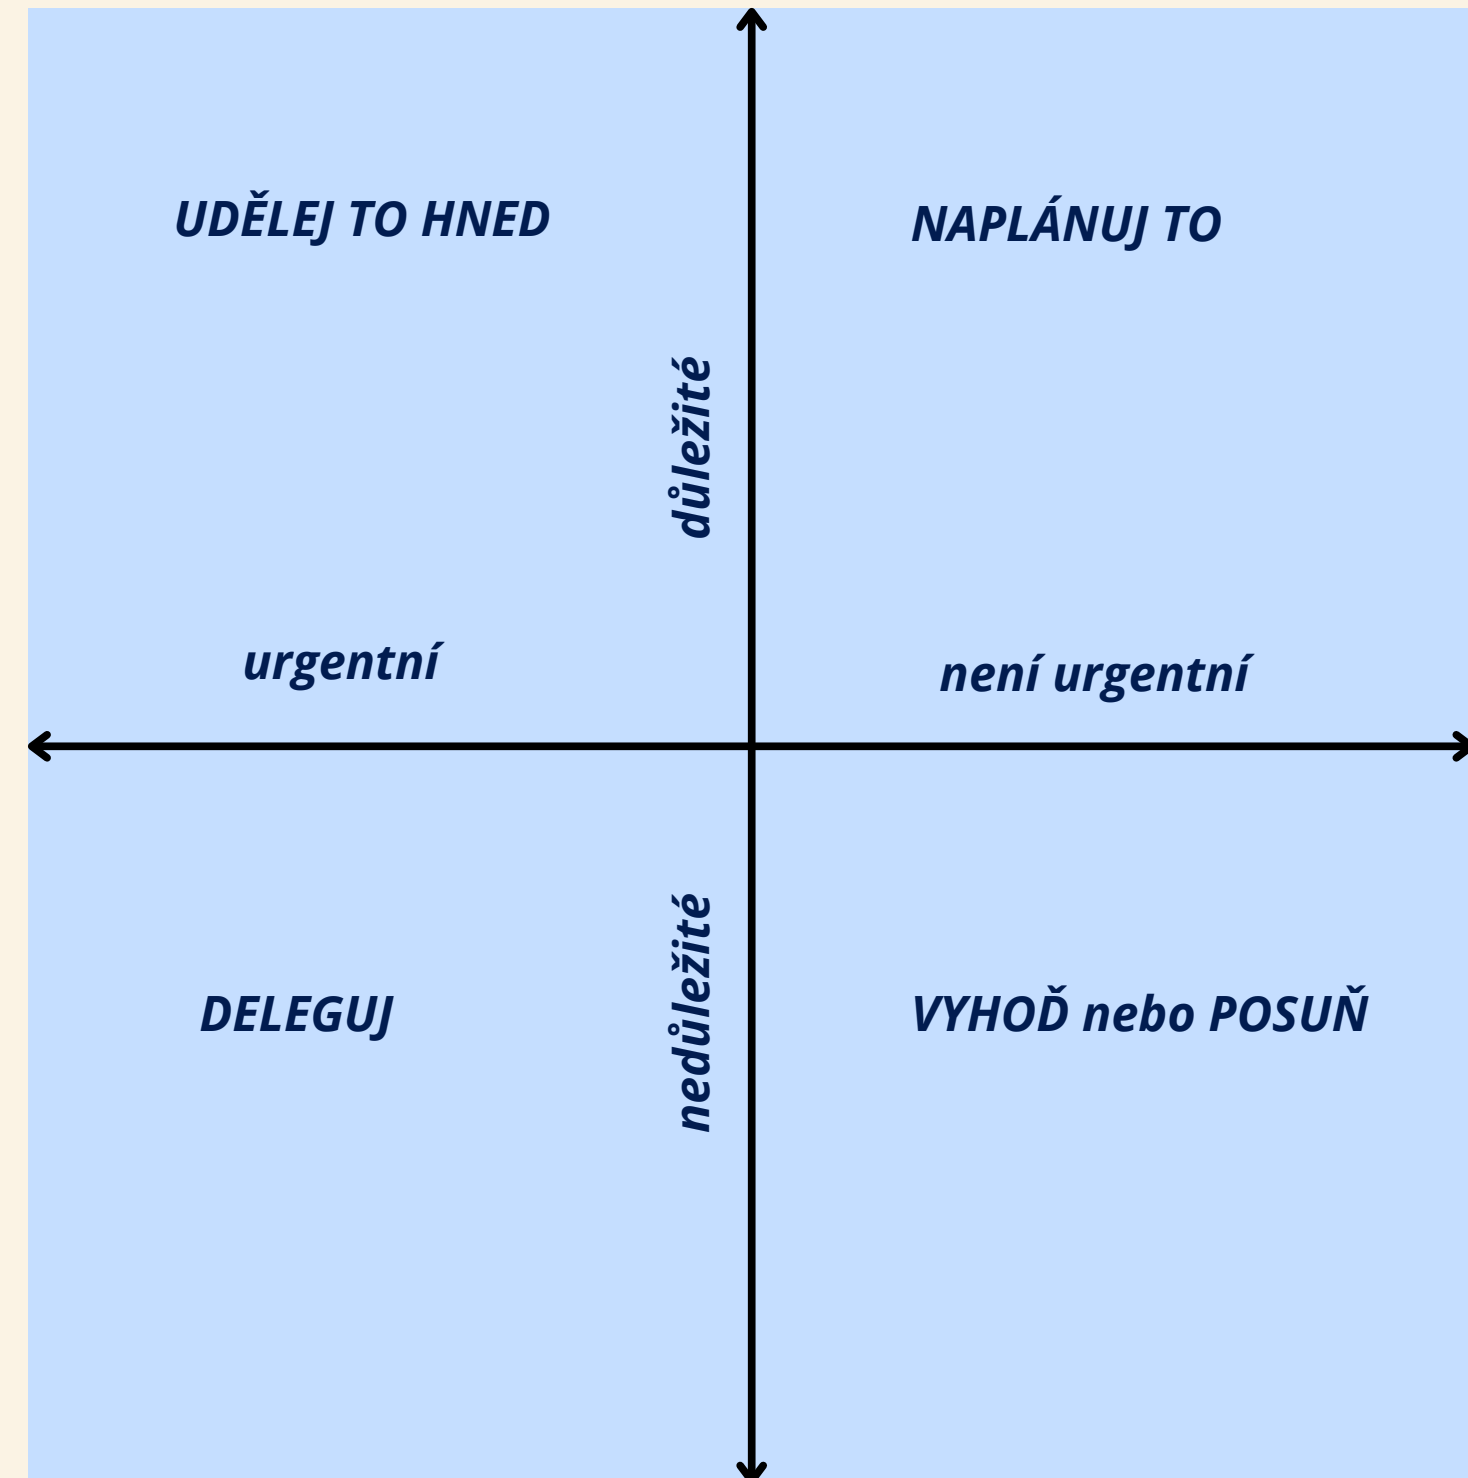 UDĚLEJ TO HNED
NAPLÁNUJ TO
důležité
urgentní
není urgentní
nedůležité
DELEGUJ
VYHOĎ nebo POSUŇ